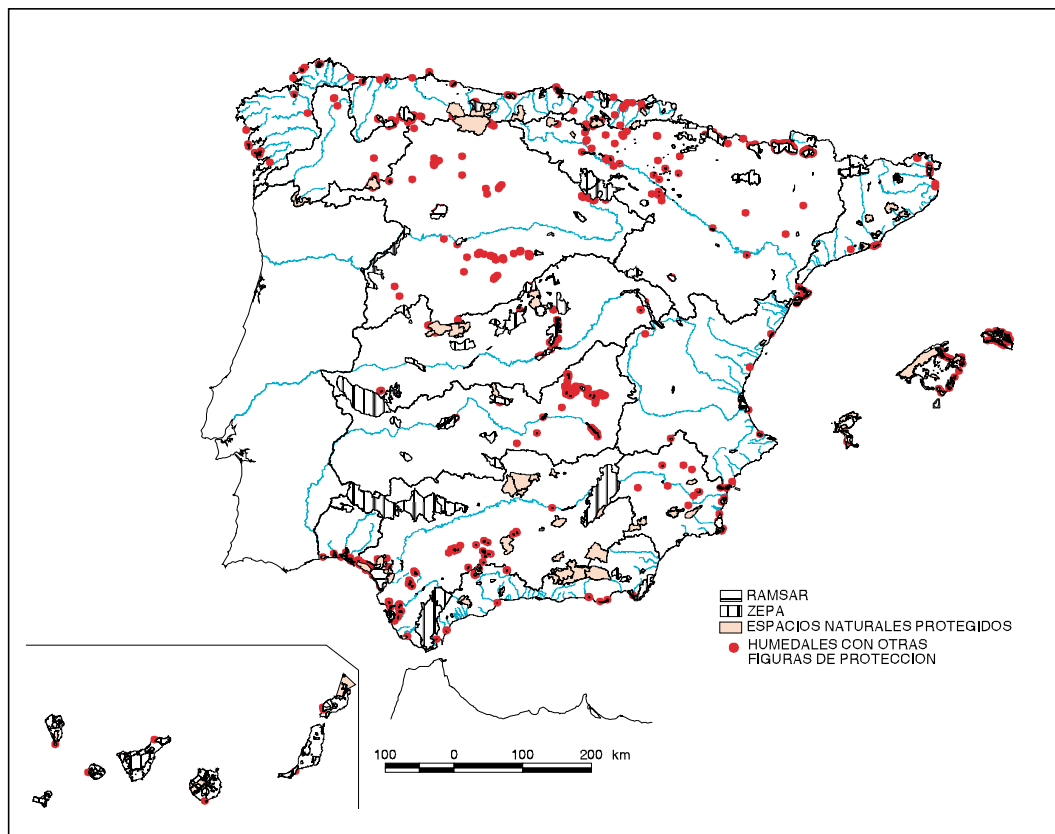 RAMSAR
ZEPA
ESPACIOS NATURALES PROTEGIDOS
HUMEDALES CON OTRAS
FIGURAS DE PROTECCION
100 0 100 200 km